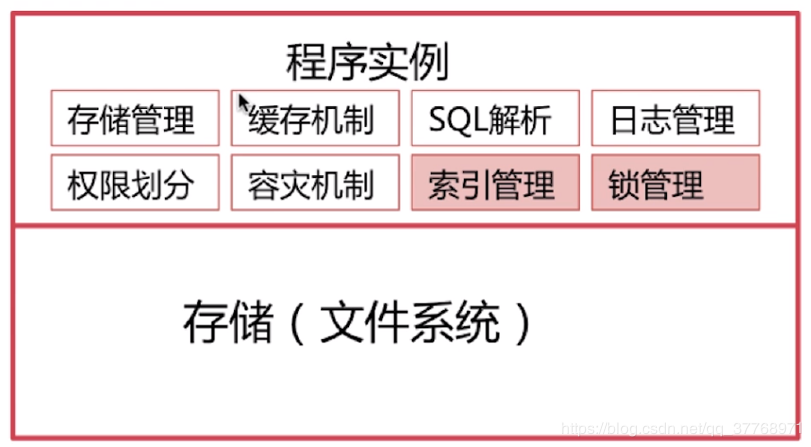 程序实例
存储管理 缓存机制 SQL解析 日志管理
权限划分 容灾机制 索引管理 锁管理
存储（文件系统）
https://blog.csdn.net/qq_37768971